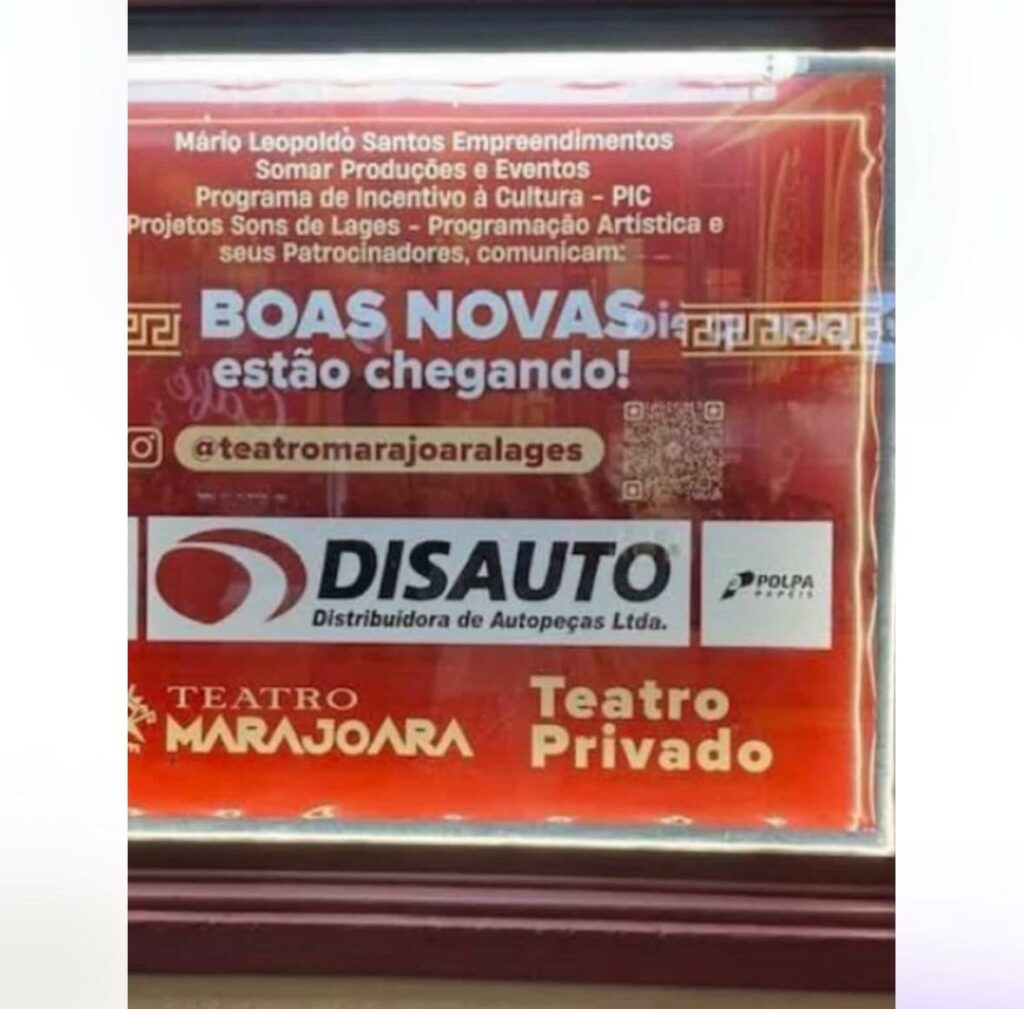 Mário Leopoldo Santos Empreendimentos
Somar Produções e Eventos
Programa de Incentivo à Cultura - PIC
Projetos Sons de Lages - Programação Artística e
seus Patrocinadores, comunicam:
BOAS NOVAS
estão chegando!
@teatromarajoaralages
DISAUTO
Distribuidora de Autopeças Ltda.
POLPA
PAPÉIS
TEATRO
MARAJOARA
Teatro
Privado